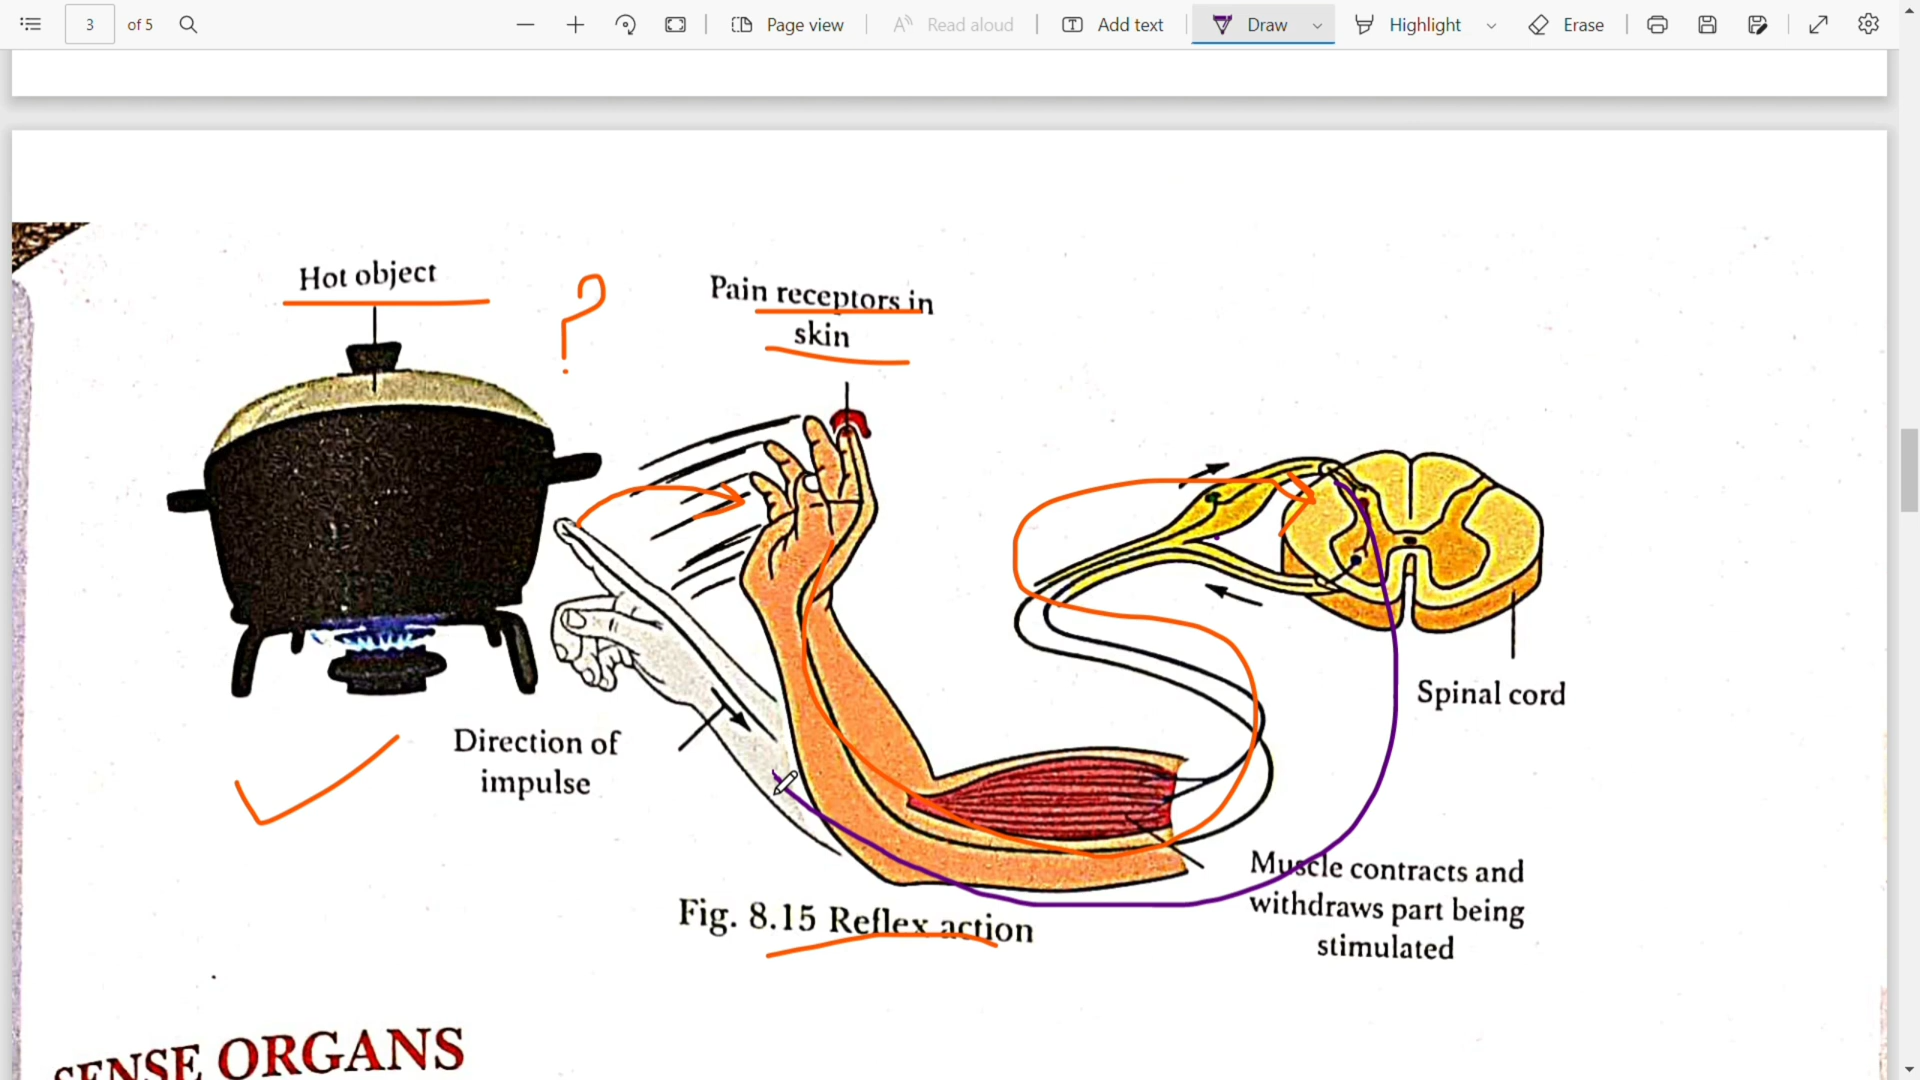 3
of 5
Page view
Read aloud
Add text
Draw
Highlight
Erase
Hot object
?
Pain receptors in
skin
Direction of
impulse
Spinal cord
Muscle contracts and
withdraws part being
stimulated
Fig. 8.15 Reflex action
SENSE ORGANS